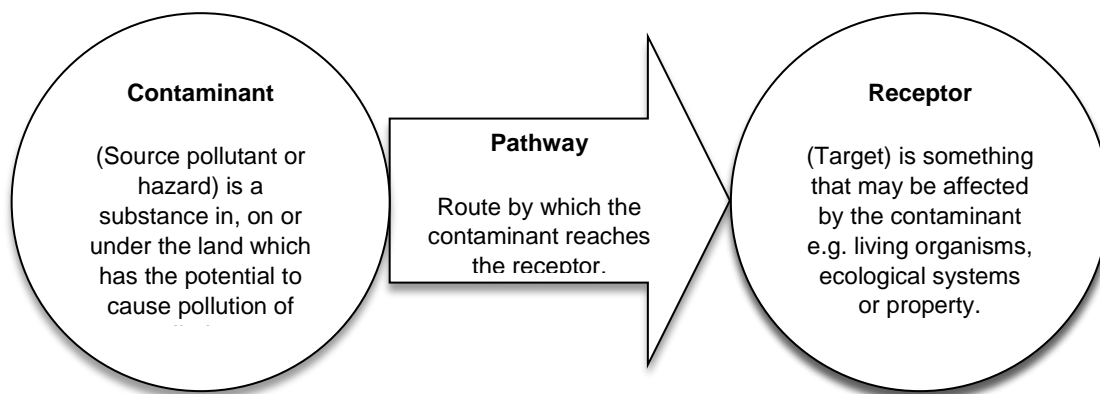 Contaminant
(Source pollutant or
hazard) is a
substance in, on or
under the land which
has the potential to
cause pollution of
Pathway
Route by which the
contaminant reaches
the receptor.
Receptor
(Target) is something
that may be affected
by the contaminant
e.g. living organisms,
ecological systems
or property.